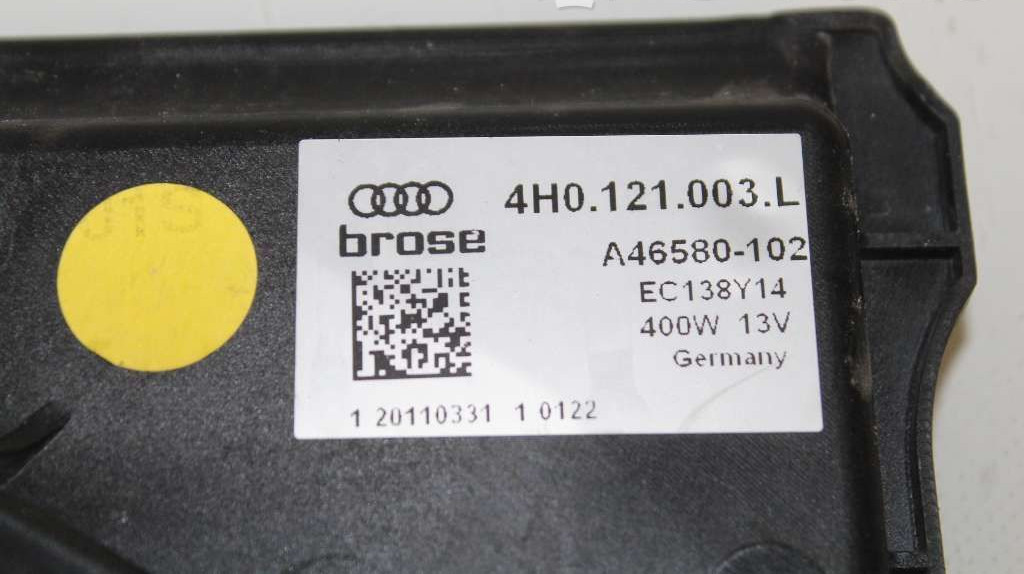 4H0.121.003.L
brose
A46580-102
EC138Y14
400W 13V
Germany
1 20110331 1 0122